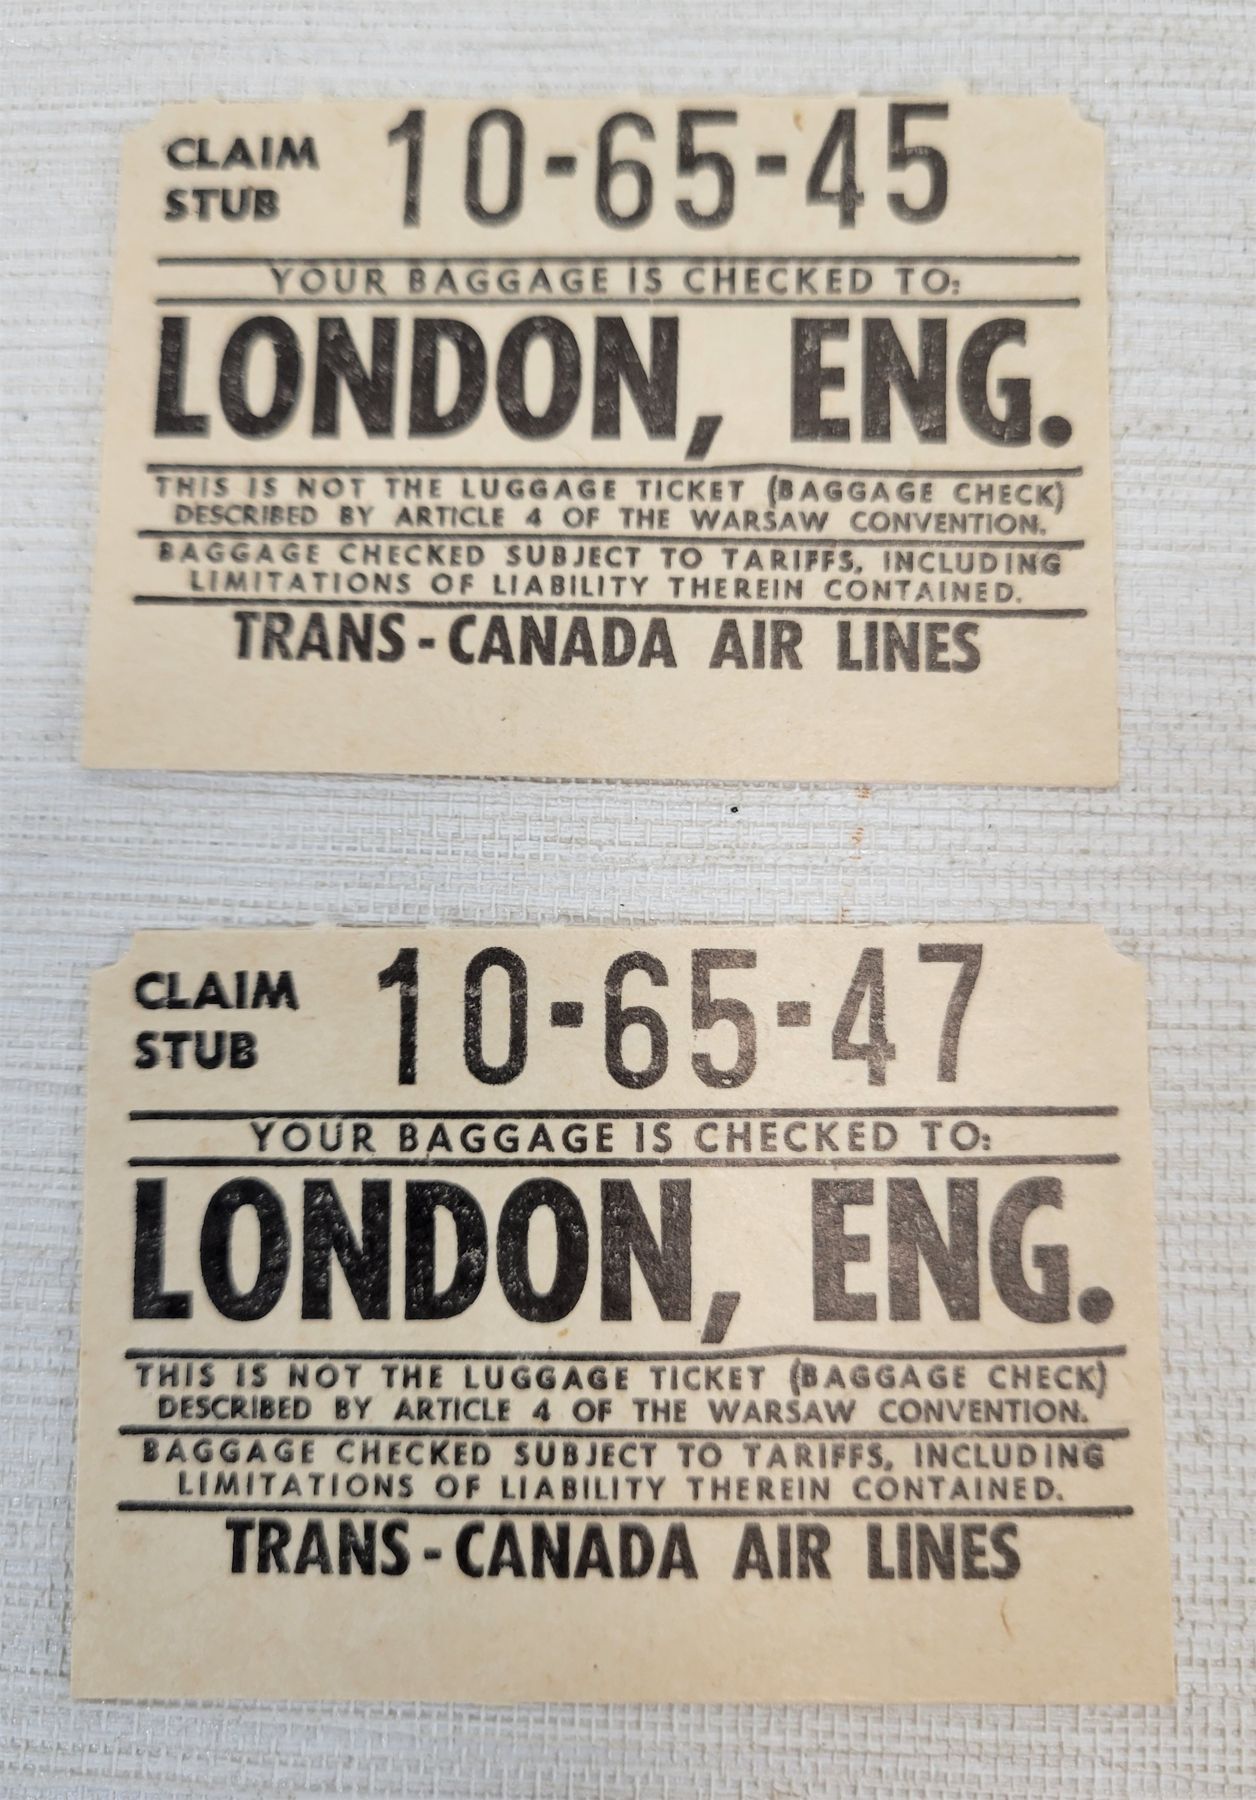 CLAIM STUB 10-65-45
YOUR BAGGAGE IS CHECKED TO:
LONDON, ENG.
THIS IS NOT THE LUGGAGE TICKET (BAGGAGE CHECK)
DESCRIBED BY ARTICLE 4 OF THE WARSAW CONVENTION.
BAGGAGE CHECKED SUBJECT TO TARIFFS, INCLUDING
LIMITATIONS OF LIABILITY THEREIN CONTAINED.
TRANS-CANADA AIR LINES
CLAIM STUB 10-65-47
YOUR BAGGAGE IS CHECKED TO:
LONDON, ENG.
THIS IS NOT THE LUGGAGE TICKET (BAGGAGE CHECK)
DESCRIBED BY ARTICLE 4 OF THE WARSAW CONVENTION.
BAGGAGE CHECKED SUBJECT TO TARIFFS, INCLUDING
LIMITATIONS OF LIABILITY THEREIN CONTAINED.
TRANS-CANADA AIR LINES